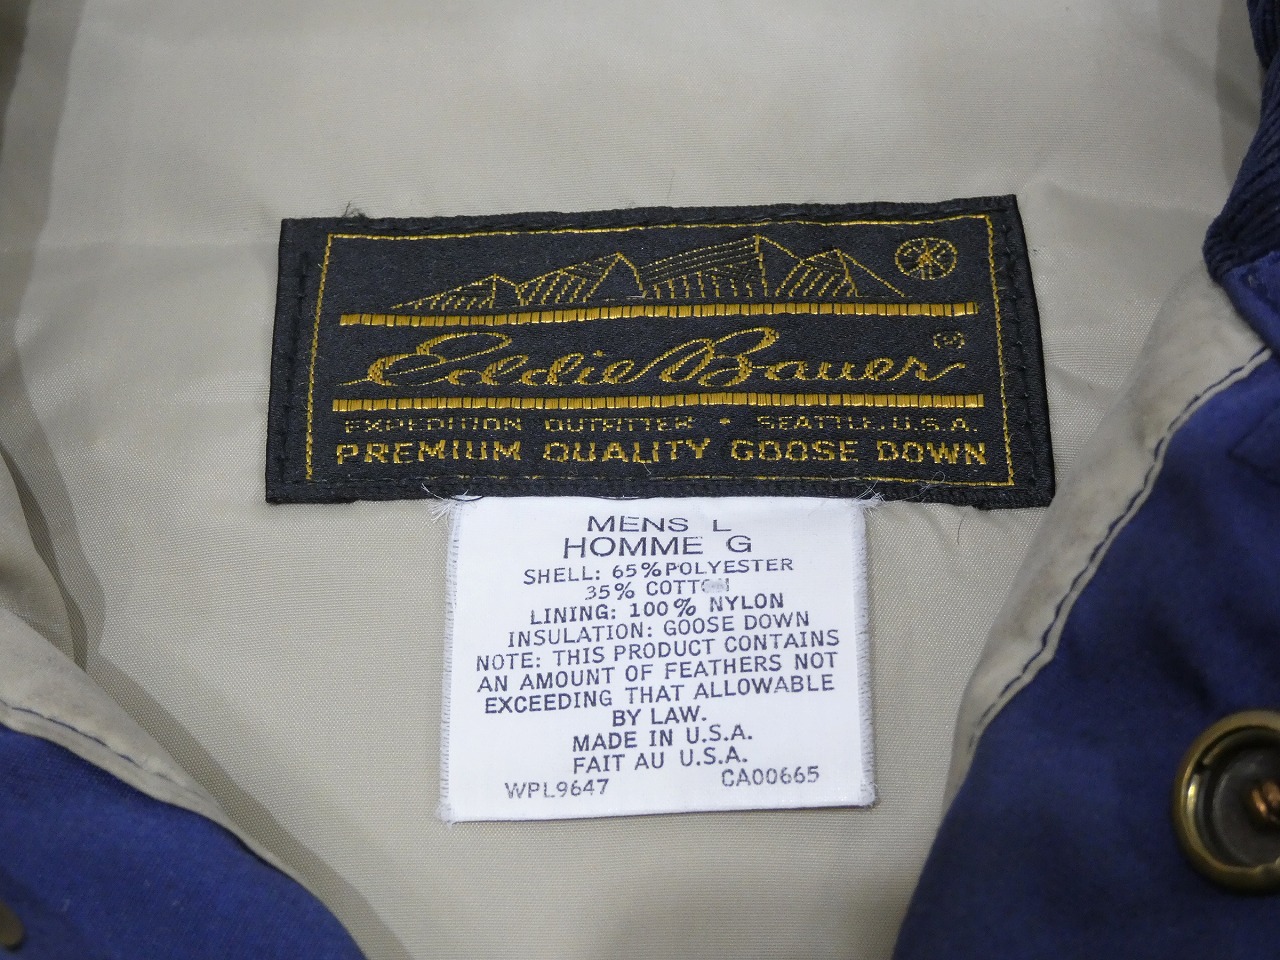 Eddie Bauer ®
EXPEDITION OUTFITTER • SEATTLE, U.S.A.
PREMIUM QUALITY GOOSE DOWN
MENS L
HOMME G
SHELL: 65% POLYESTER
35% COTTON
LINING: 100% NYLON
INSULATION: GOOSE DOWN
NOTE: THIS PRODUCT CONTAINS
AN AMOUNT OF FEATHERS NOT
EXCEEDING THAT ALLOWABLE
BY LAW.
MADE IN U.S.A.
FAIT AU U.S.A.
WPL9647 CA00665